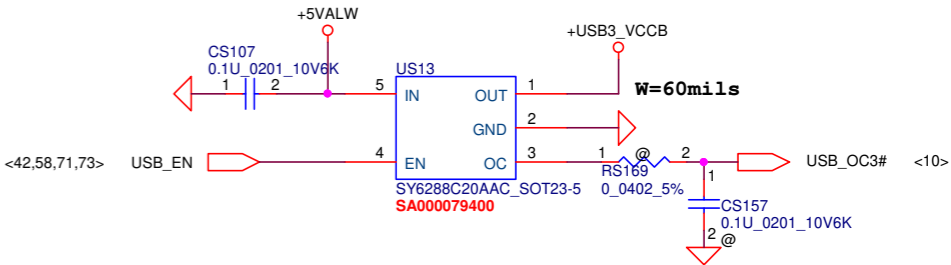 +5VALW
+USB3_VCCB
CS107
0.1U_0201_10V6K
US13
1 2
5 IN
OUT 1
W=60mils
GND 2
<42,58,71,73> USB_EN
4 EN
OC 3
1 @ 2
USB_OC3# <10>
RS169
0_0402_5%
SY6288C20AAC_SOT23-5
SA000079400
1
CS157
0.1U_0201_10V6K
2
@